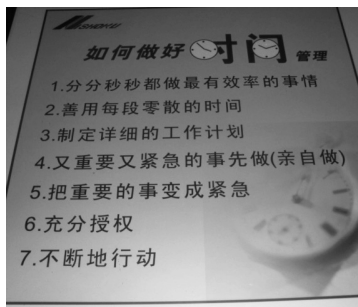 如何做好时间管理
1.分分秒秒都做最有效率的事情
2.善用每段零散的时间
3.制定详细的工作计划
4.又重要又紧急的事先做(亲自做)
5.把重要的事变成紧急
6.充分授权
7.不断地行动